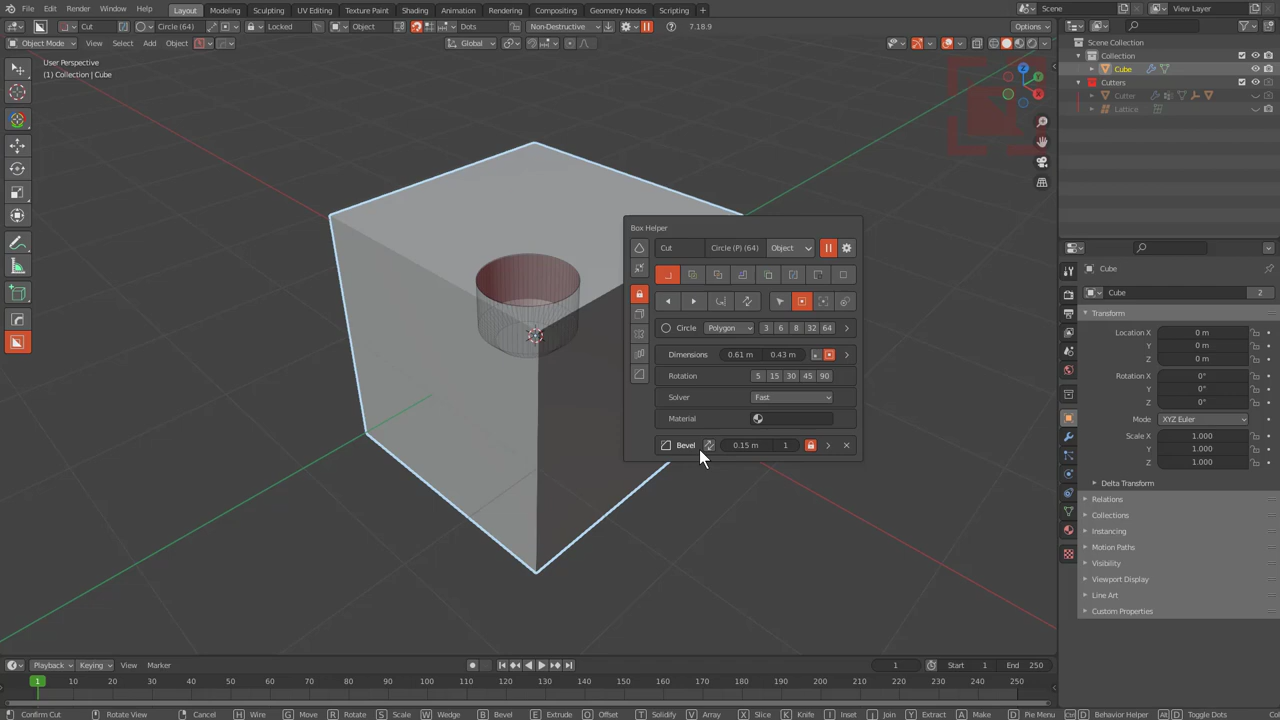 File Edit Render Window Help Layout Modeling Sculpting UV Editing Texture Paint Shading Animation Rendering Compositing Geometry Nodes Scripting + Scene View Layer
Cut Circle (64) Locked Object Dots Non-Destructive 7.18.9 Options
Object Mode View Select Add Object Global
User Perspective
(1) Collection | Cube
Scene Collection
Collection
Cube
Cutters
Cutter
Lattice
Box Helper
Cut Circle (P) (64) Object
Circle Polygon 3 6 8 32 64
Dimensions 0.61 m 0.43 m
Rotation 5 15 30 45 90
Solver Fast
Material
Bevel 0.15 m 1
Cube
Cube 2
Transform
Location X 0 m
Y 0 m
Z 0 m
Rotation X 0°
Y 0°
Z 0°
Mode XYZ Euler
Scale X 1.000
Y 1.000
Z 1.000
Delta Transform
Relations
Collections
Instancing
Motion Paths
Visibility
Viewport Display
Line Art
Custom Properties
Playback Keying View Marker 1 Start 1 End 250
1 10 20 30 40 50 60 70 80 90 100 110 120 130 140 150 160 170 180 190 200 210 220 230 240 250
Confirm Cut Rotate View Cancel H Wire G Move R Rotate S Scale W Wedge B Bevel E Extrude O Offset T Solidify V Array X Slice K Knife I Inset J Join Y Extract A Make D Pie Menu D Behavior Helper D Toggle Dots